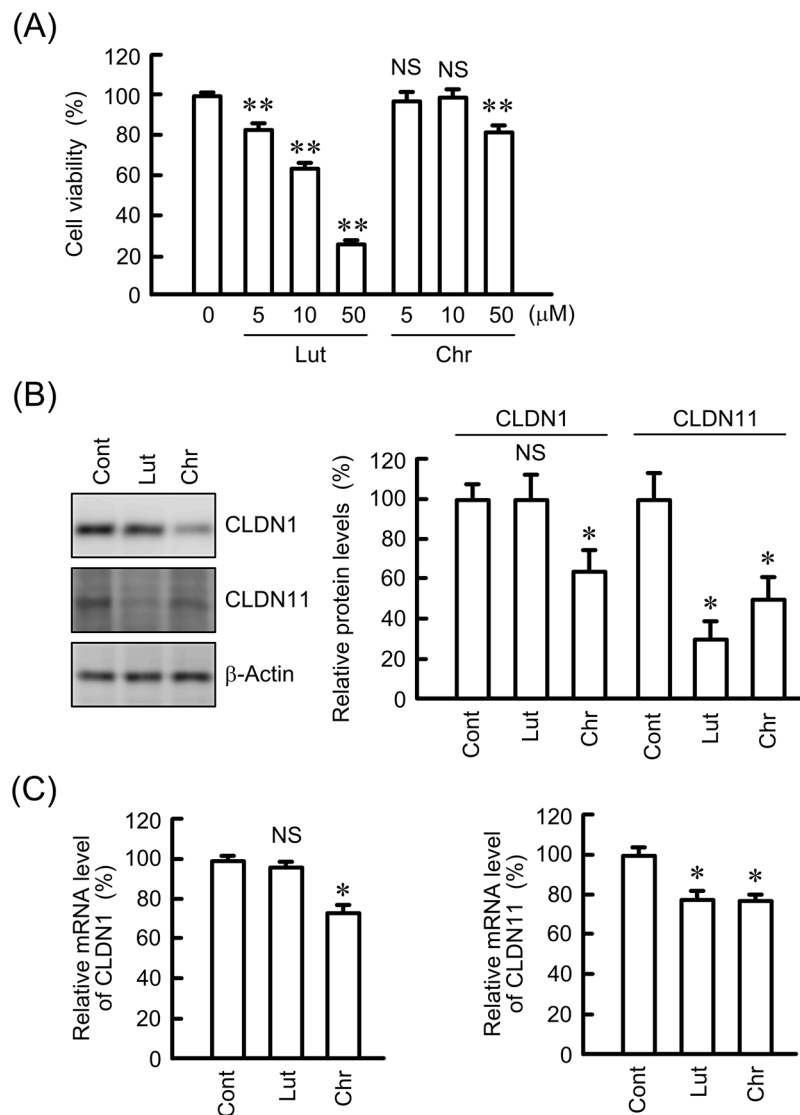 (A)
Cell viability (%)
120
100
80
60
40
20
0
** ** **
NS NS **
0 5 10 50 5 10 50 (μM)
Lut Chr
(B)
Cont Lut Chr
CLDN1
CLDN11
β-Actin
Relative protein levels (%)
CLDN1 CLDN11
120
100
80
60
40
20
0
NS * * *
Cont Lut Chr Cont Lut Chr
(C)
Relative mRNA level
of CLDN1 (%)
120
100
80
60
40
20
0
NS *
Cont Lut Chr
Relative mRNA level
of CLDN11 (%)
120
100
80
60
40
20
0
* *
Cont Lut Chr